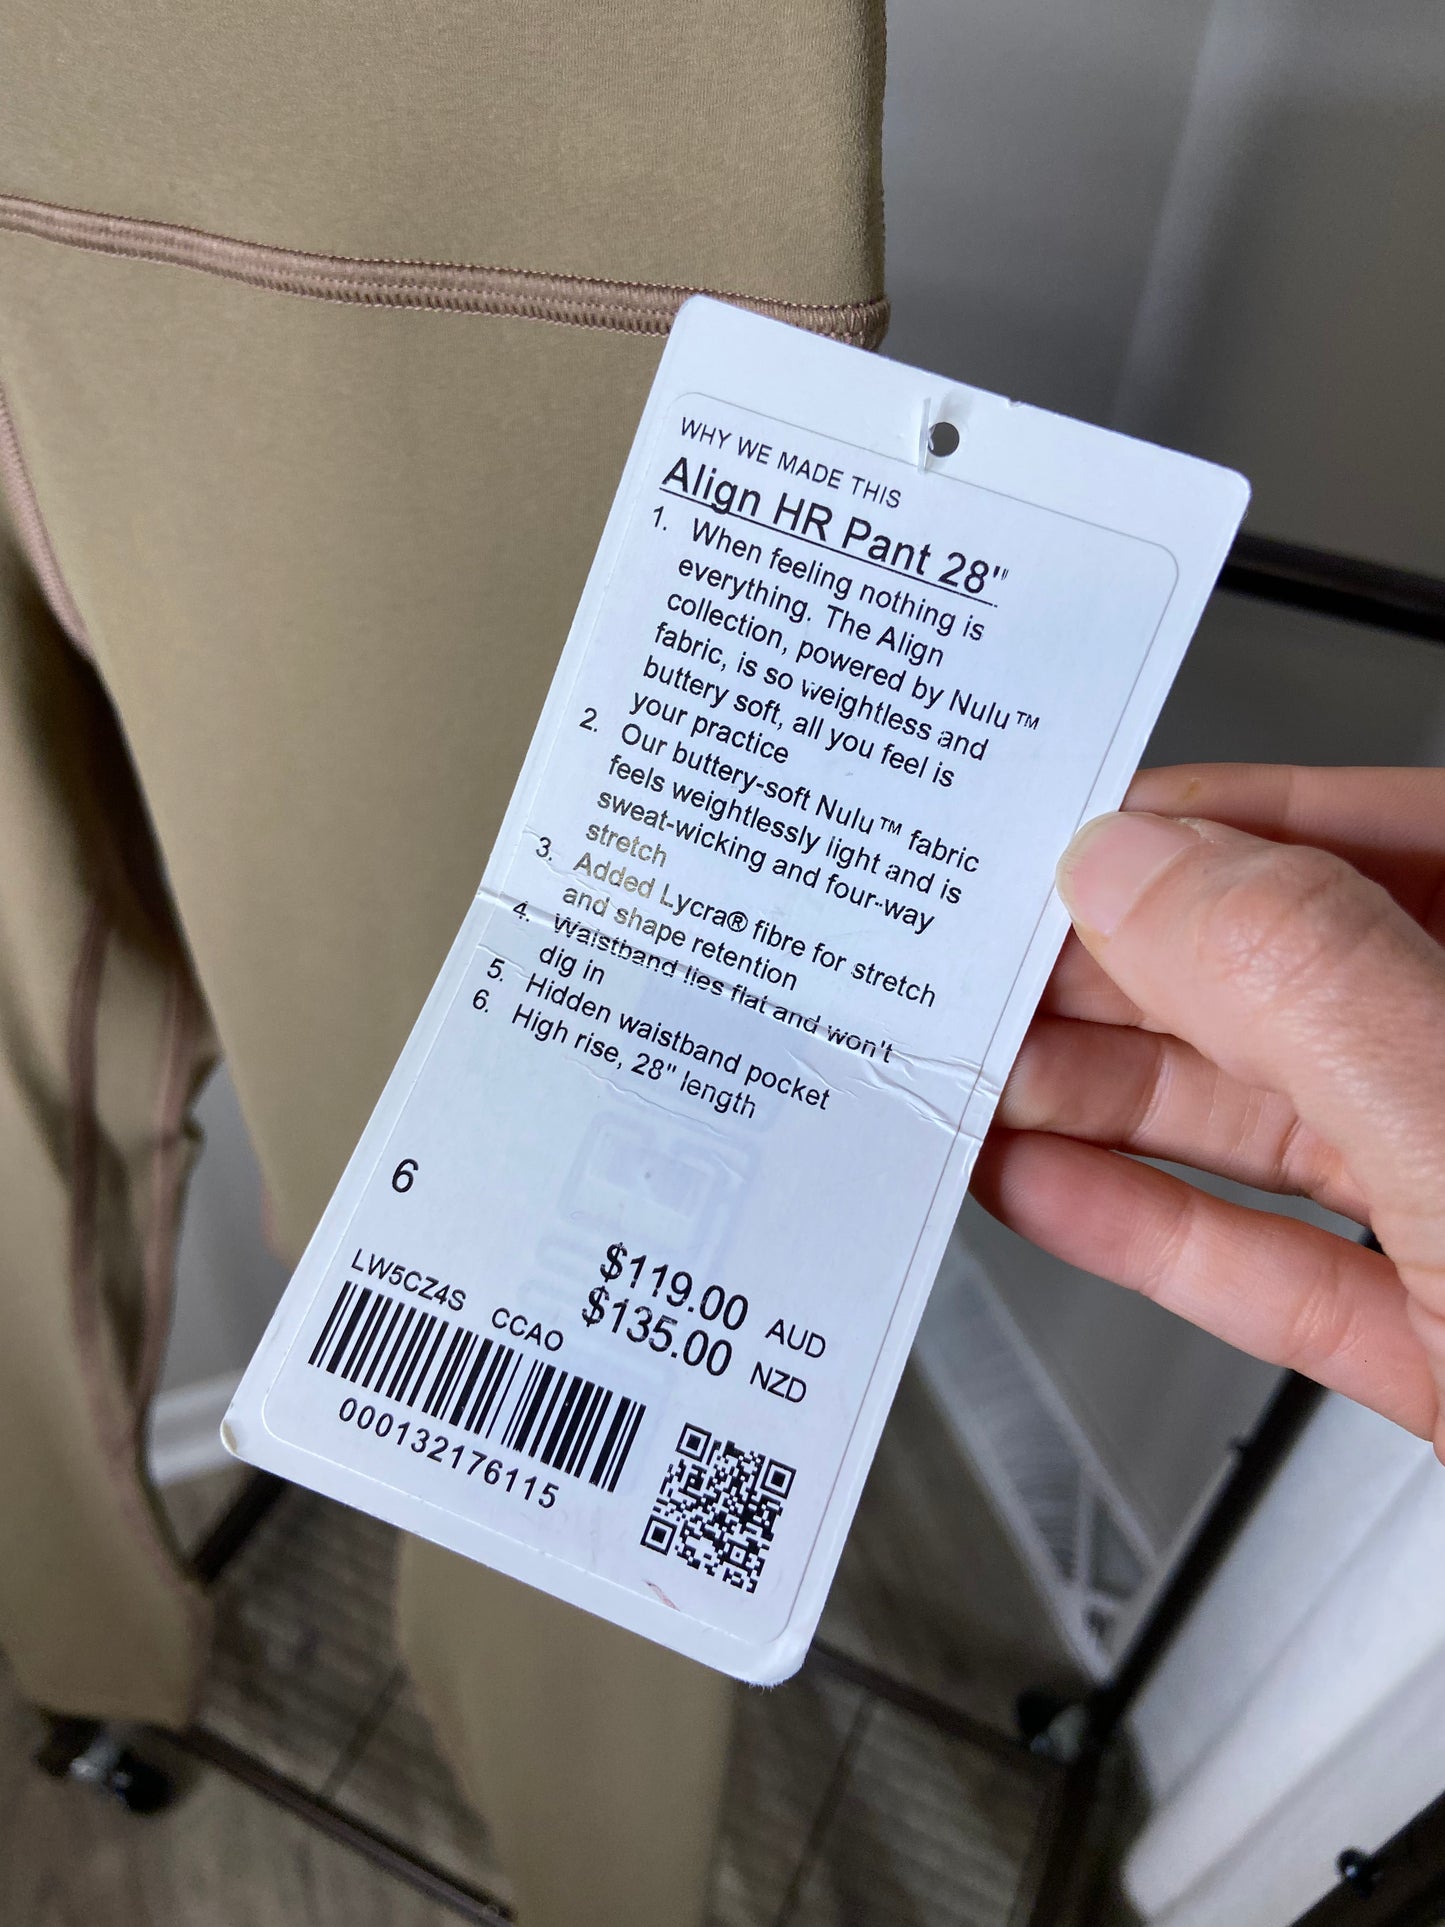 WHY WE MADE THIS
Align HR Pant 28"
1. When feeling nothing is
everything. The Align
collection, powered by Nulu™
fabric, is so weightless and
buttery soft, all you feel is
your practice
2. Our buttery-soft Nulu™ fabric
feels weightlessly light and is
sweat-wicking and four-way
stretch
3. Added Lycra® fibre for stretch
and shape retention
4. Waistband lies flat and won't
dig in
5. Hidden waistband pocket
6. High rise, 28" length
6
$119.00 AUD
$135.00 NZD
LW5CZ4S CCAO
000132176115